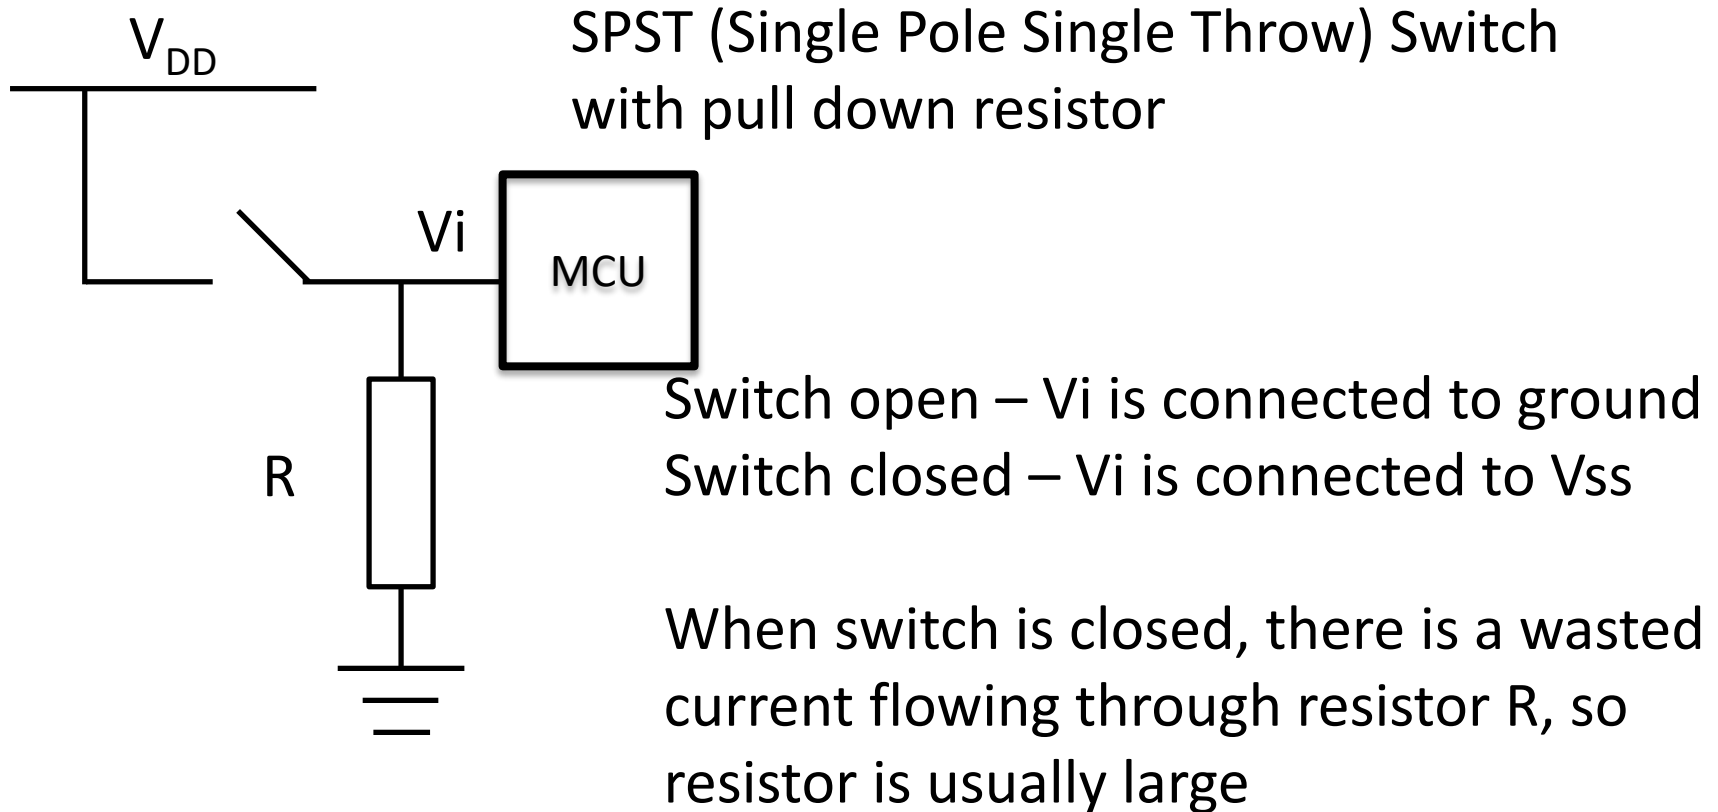 V_DD
SPST (Single Pole Single Throw) Switch
with pull down resistor
Vi
MCU
R
Switch open – Vi is connected to ground
Switch closed – Vi is connected to Vss
When switch is closed, there is a wasted
current flowing through resistor R, so
resistor is usually large